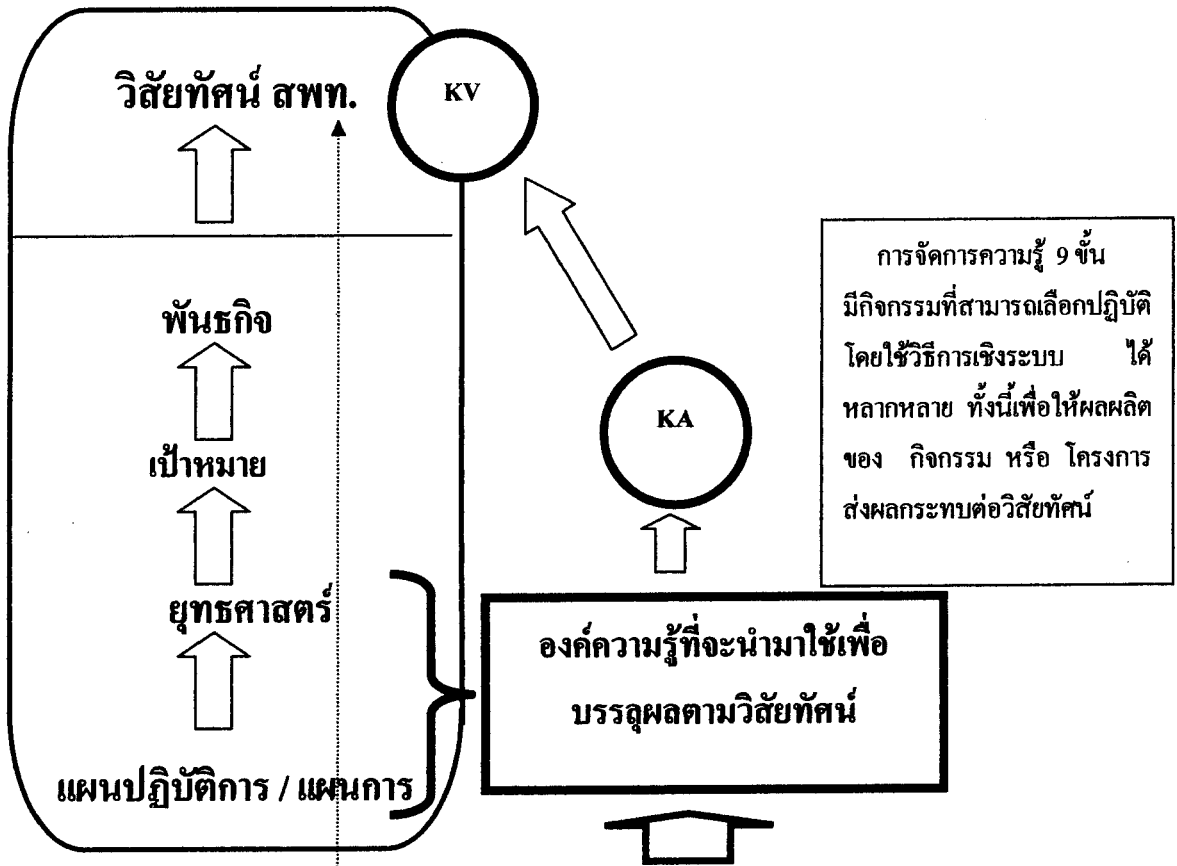 วิสัยทัศน์ สพท.
KV
พันธกิจ
เป้าหมาย
ยุทธศาสตร์
แผนปฏิบัติการ / แผนการ
KA
องค์ความรู้ที่จะนำมาใช้เพื่อ
บรรลุผลตามวิสัยทัศน์
การจัดการความรู้ 9 ขั้น
มีกิจกรรมที่สามารถเลือกปฏิบัติ
โดยใช้วิธีการเชิงระบบ ได้
หลากหลาย ทั้งนี้เพื่อให้ผลผลิต
ของ กิจกรรม หรือ โครงการ
ส่งผลกระทบต่อวิสัยทัศน์